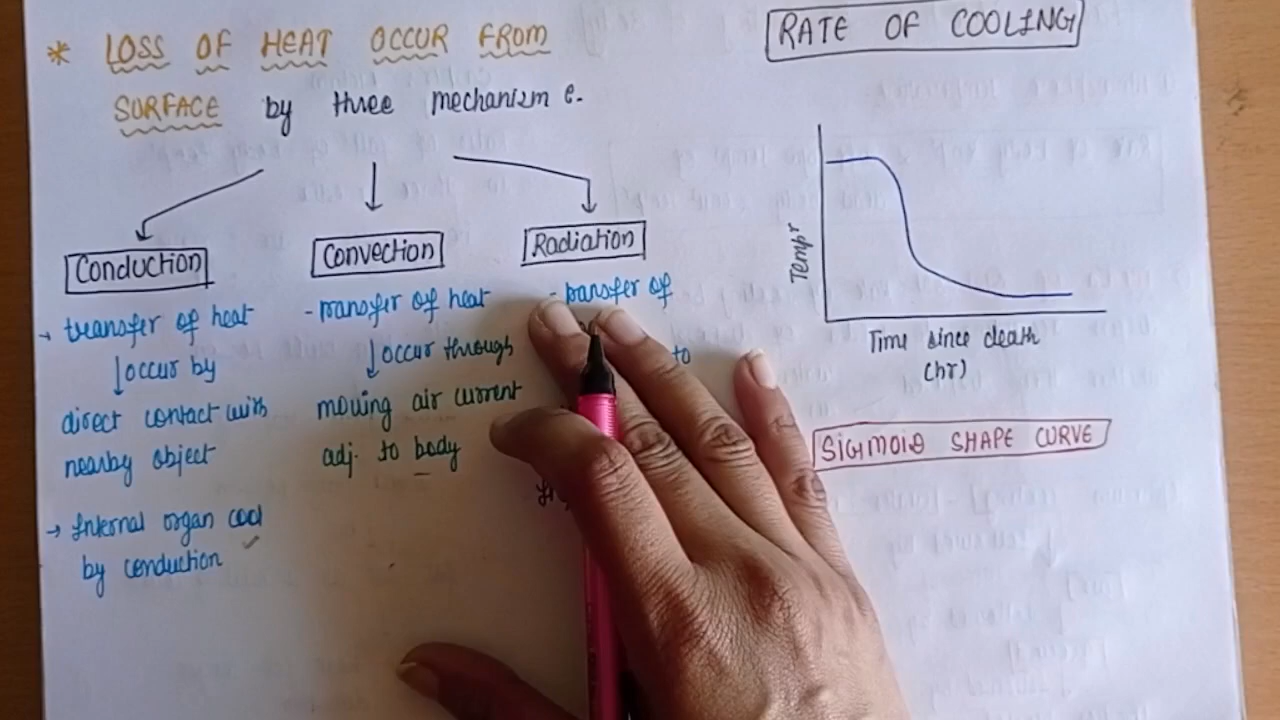 * LOSS OF HEAT OCCUR FROM
SURFACE by three mechanism e.
Conduction
→ transfer of heat
↓ occur by
direct contact with
nearby object
→ Internal organ cool
by conduction ✓
Convection
- transfer of heat
↓ occur through
moving air current
adj. to body
Radiation
- transfer of
to
RATE OF COOLING
Tempr
Time since death
(hr)
SIGMOID SHAPE CURVE